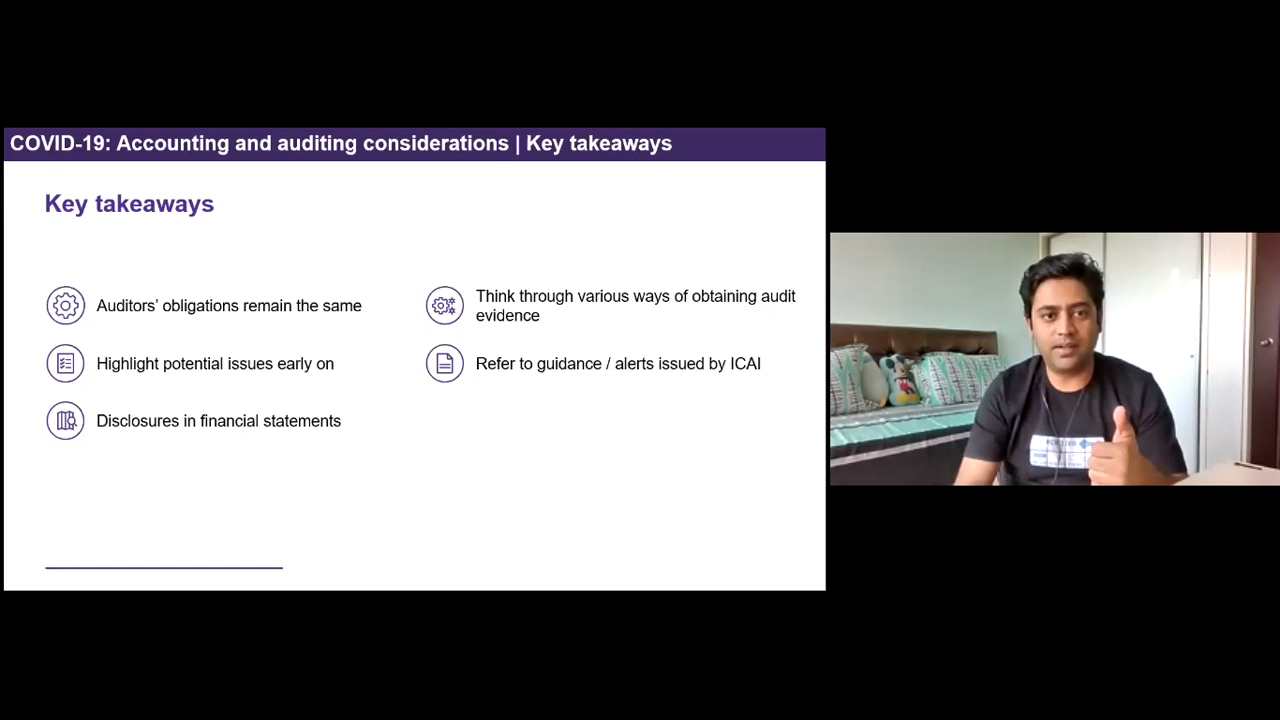 COVID-19: Accounting and auditing considerations | Key takeaways
Key takeaways
Auditors' obligations remain the same
Highlight potential issues early on
Disclosures in financial statements
Think through various ways of obtaining audit
evidence
Refer to guidance / alerts issued by ICAI